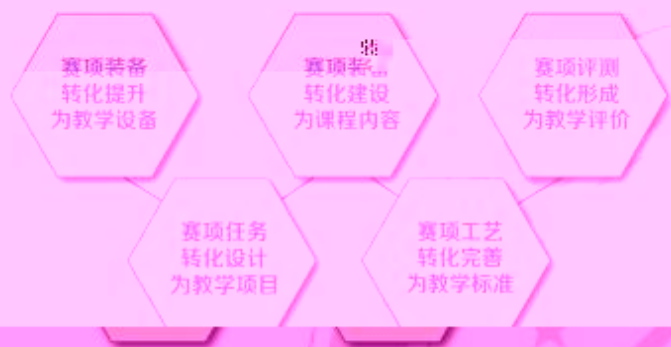 赛项装备
转化提升
为教学设备
赛项装
转化建设
为课程内容
赛项评测
转化形成
为教学评价
赛项任务
转化设计
为教学项目
赛项工艺
转化完善
为教学标准